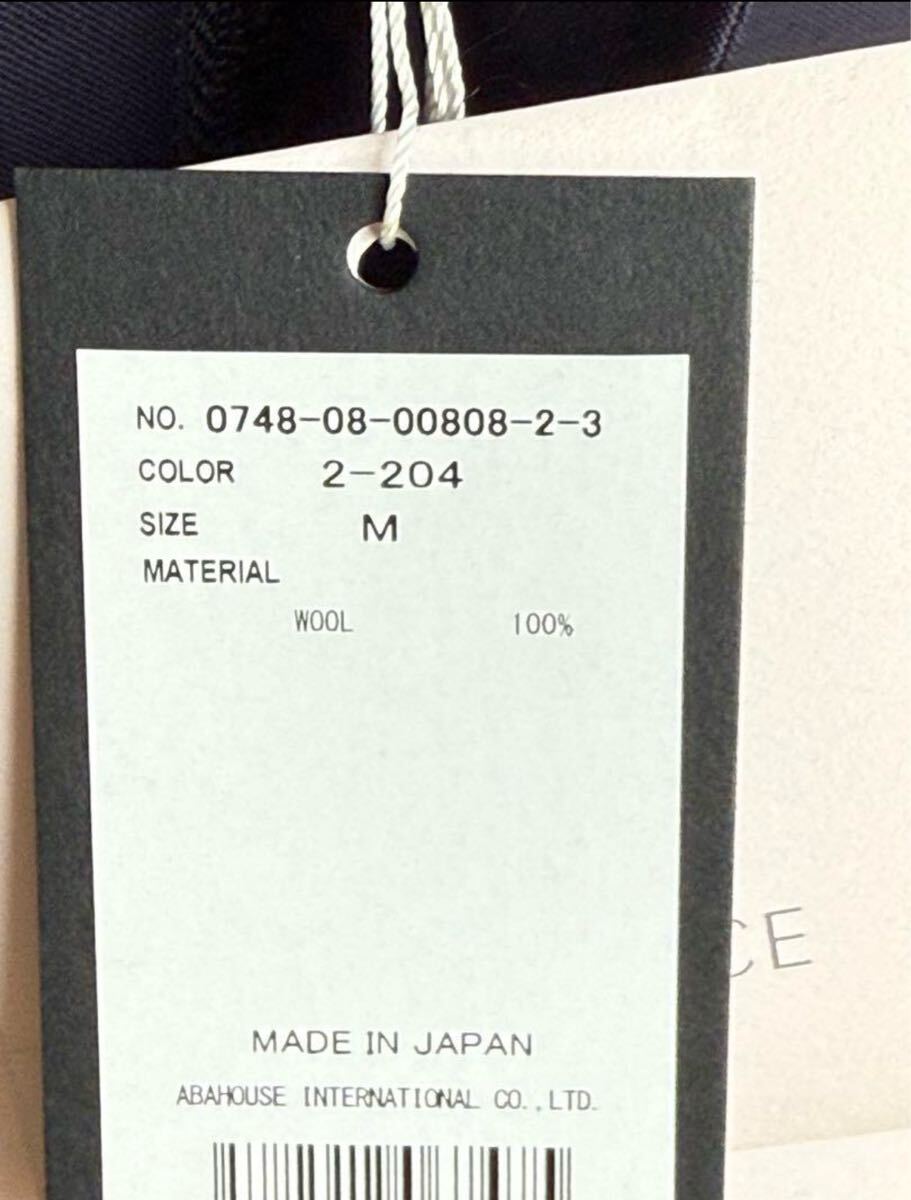 NO. 0748-08-00808-2-3
COLOR 2-204
SIZE M
MATERIAL
WOOL 100%
CE
MADE IN JAPAN
ABAHOUSE INTERNATIONAL CO.,LTD.